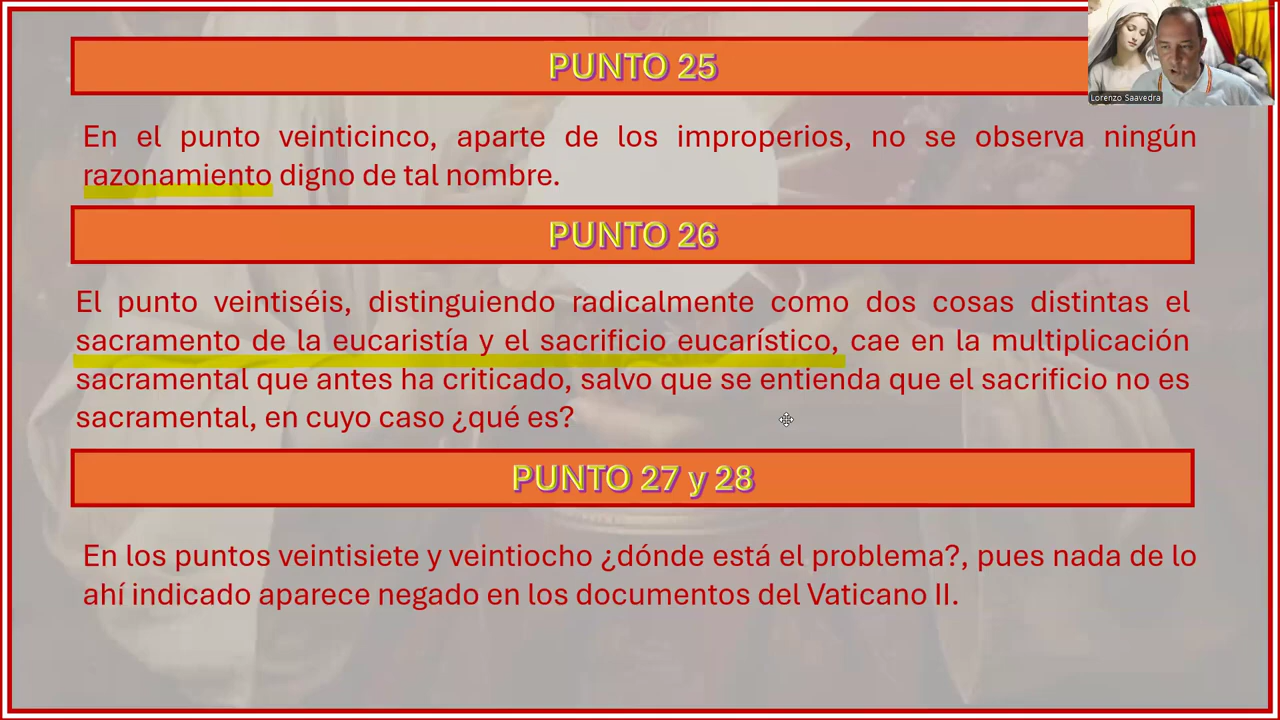 PUNTO 25
Lorenzo Saavedra
En el punto veinticinco, aparte de los improperios, no se observa ningún
razonamiento digno de tal nombre.
PUNTO 26
El punto veintiséis, distinguiendo radicalmente como dos cosas distintas el
sacramento de la eucaristía y el sacrificio eucarístico, cae en la multiplicación
sacramental que antes ha criticado, salvo que se entienda que el sacrificio no es
sacramental, en cuyo caso ¿qué es?
PUNTO 27 y 28
En los puntos veintisiete y veintiocho ¿dónde está el problema?, pues nada de lo
ahí indicado aparece negado en los documentos del Vaticano II.